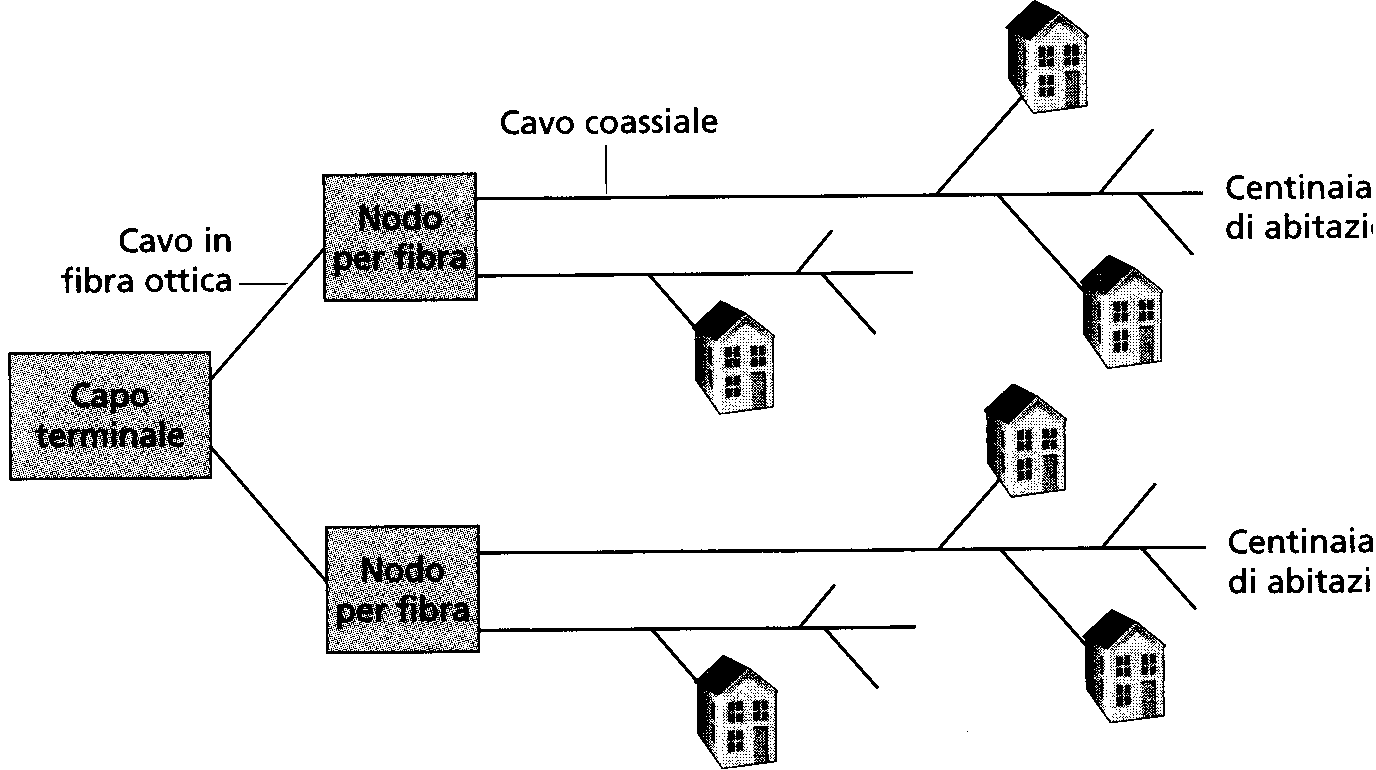 Cavo coassiale
Nodo
per fibra
Centinaia
di abitazi
Cavo in
fibra ottica
Capo
terminale
Nodo
per fibra
Centinaia
di abitazi